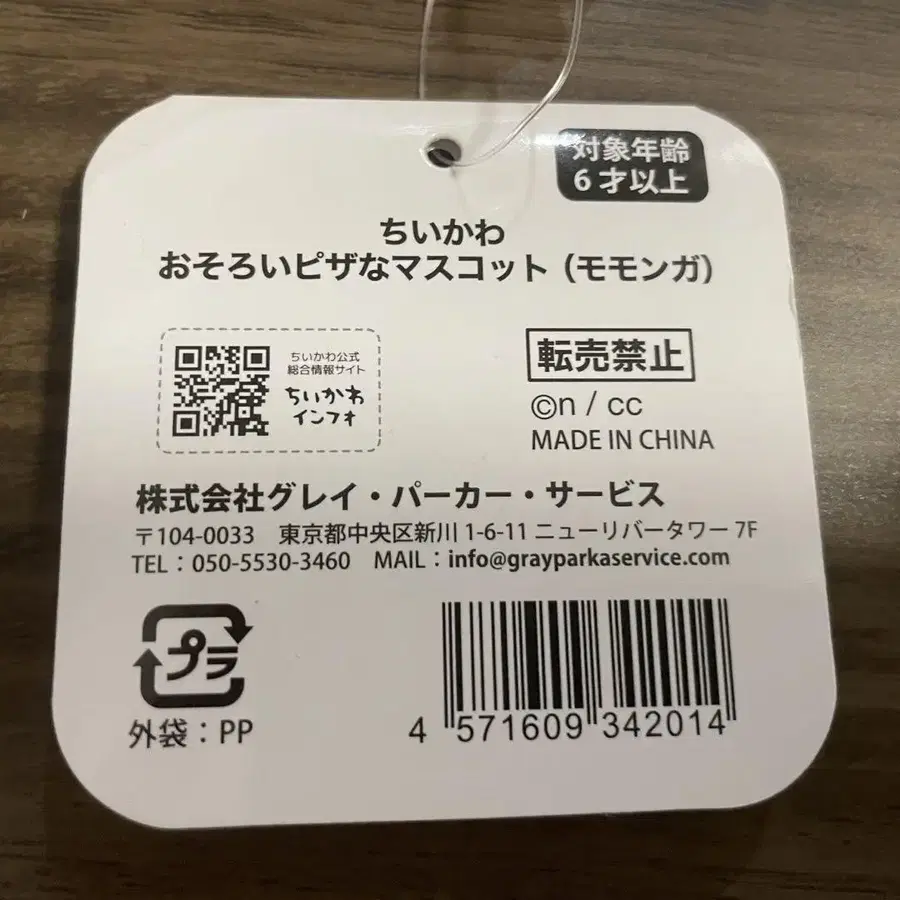 対象年齢
6才以上
ちいかわ
おそろいピザなマスコット（モモンガ）
ちいかわ公式
総合情報サイト
ちいかわ
インフォ
転売禁止
©n / cc
MADE IN CHINA
株式会社グレイ・パーカー・サービス
〒104-0033　東京都中央区新川 1-6-11 ニューリバータワー 7F
TEL：050-5530-3460　MAIL：info@grayparkaservice.com
プラ
外袋：PP
4 571609 342014